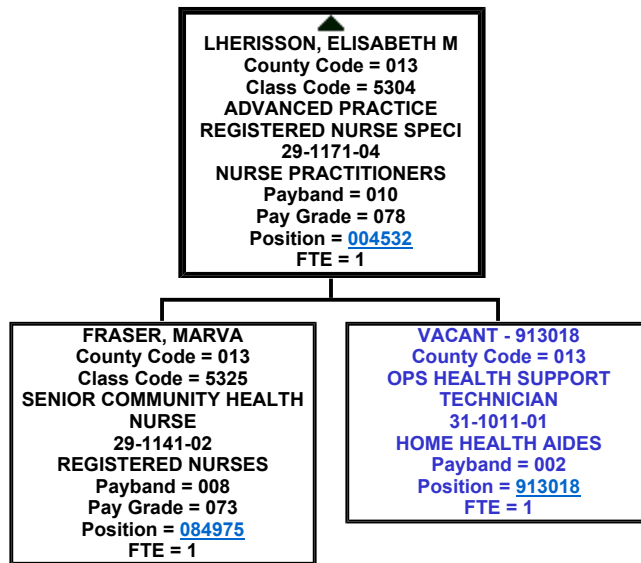 LHERISSON, ELISABETH M
County Code = 013
Class Code = 5304
ADVANCED PRACTICE
REGISTERED NURSE SPECI
29-1171-04
NURSE PRACTITIONERS
Payband = 010
Pay Grade = 078
Position = 004532
FTE = 1
FRASER, MARVA
County Code = 013
Class Code = 5325
SENIOR COMMUNITY HEALTH
NURSE
29-1141-02
REGISTERED NURSES
Payband = 008
Pay Grade = 073
Position = 084975
FTE = 1
VACANT - 913018
County Code = 013
OPS HEALTH SUPPORT
TECHNICIAN
31-1011-01
HOME HEALTH AIDES
Payband = 002
Position = 913018
FTE = 1